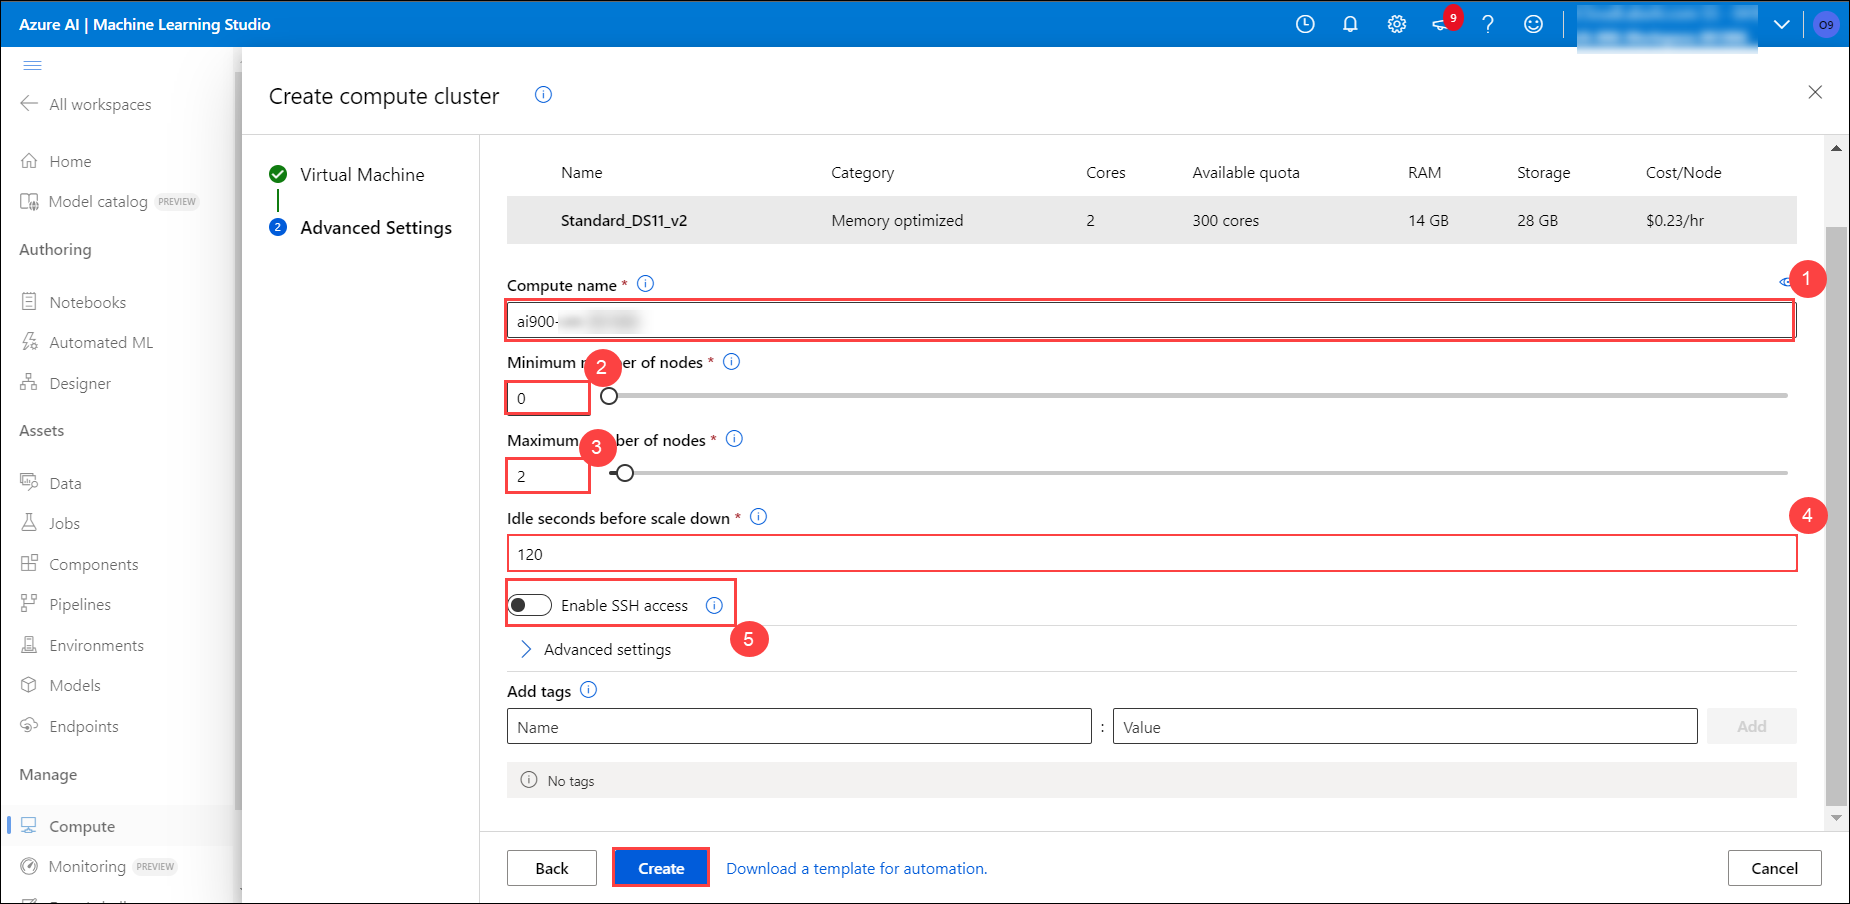 Azure AI | Machine Learning Studio
9
?
O9
All workspaces
Home
Model catalog PREVIEW
Authoring
Notebooks
Automated ML
Designer
Assets
Data
Jobs
Components
Pipelines
Environments
Models
Endpoints
Manage
Compute
Monitoring PREVIEW
Create compute cluster
Virtual Machine
2 Advanced Settings
Name Category Cores Available quota RAM Storage Cost/Node
Standard_DS11_v2 Memory optimized 2 300 cores 14 GB 28 GB $0.23/hr
Compute name *
1
ai900-
Minimum n 2 er of nodes *
0
Maximum 3 ber of nodes *
2
Idle seconds before scale down *
4
120
Enable SSH access
5
Advanced settings
Add tags
Name : Value Add
No tags
Back Create Download a template for automation. Cancel